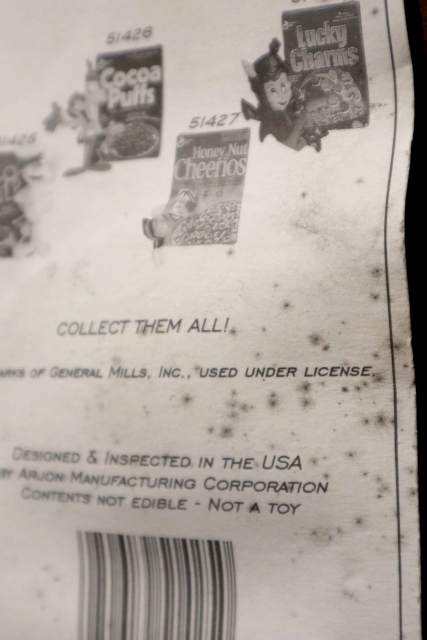 51426
Lucky
Charms
Cocoa
Puffs
51427
Honey Nut
Cheerios
COLLECT THEM ALL!
OF GENERAL MILLS, INC., USED UNDER LICENSE.
DESIGNED & INSPECTED IN THE USA
BY ARJON MANUFACTURING CORPORATION
CONTENTS NOT EDIBLE - NOT A TOY